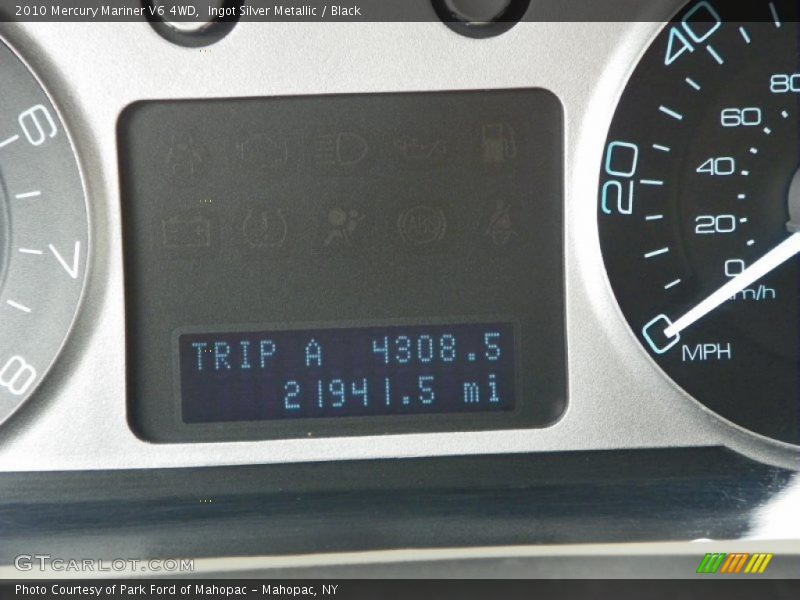 2010 Mercury Mariner V6 4WD,  Ingot Silver Metallic / Black
6
7
8
40
20
0
MPH
80
60
40
20
0
km/h
ABS
TRIP A 4308.5
21941.5 mi
GTCARLOT.COM
Photo Courtesy of Park Ford of Mahopac - Mahopac, NY